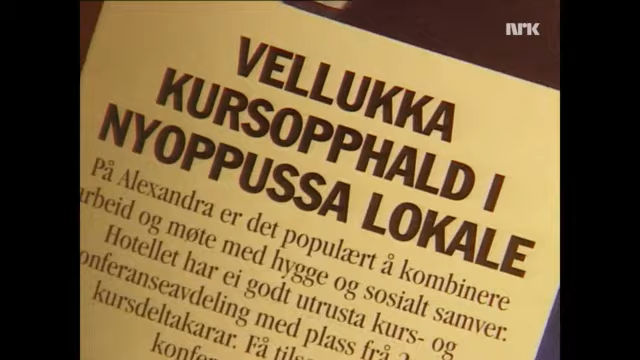 NRK
VELLUKKA
KURSOPPHALD I
NYOPPUSSA LOKALE
På Alexandra er det populært å kombinere
arbeid og møte med hygge og sosialt samver.
Hotellet har ei godt utrusta kurs- og
konferanseavdeling med plass frå
kursdeltakarar. Få